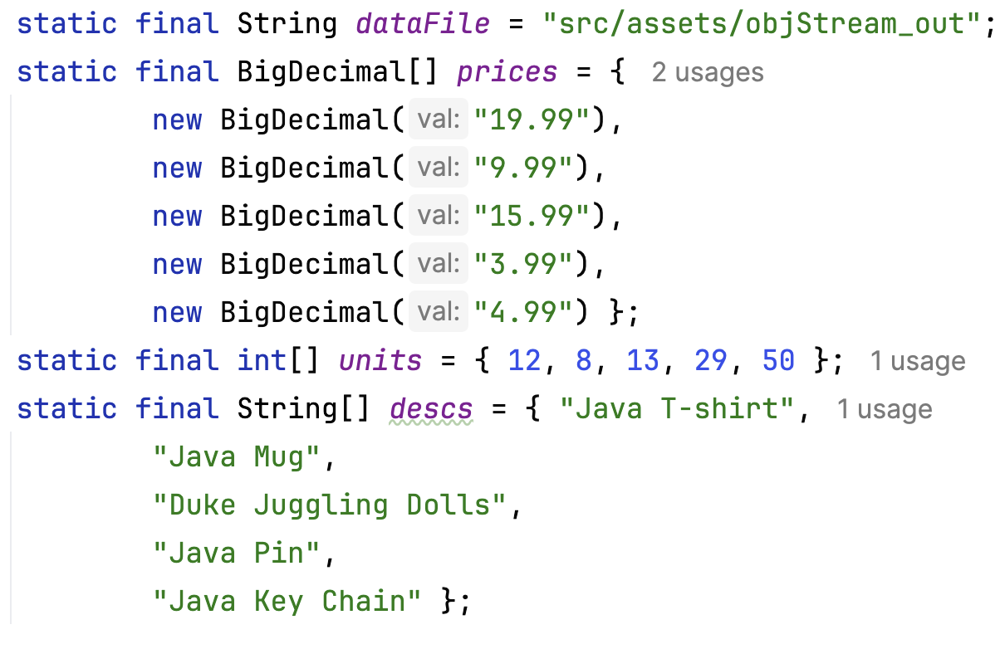 static final String dataFile = "src/assets/objStream_out";
static final BigDecimal[] prices = { 2 usages
new BigDecimal( val: "19.99"),
new BigDecimal( val: "9.99"),
new BigDecimal( val: "15.99"),
new BigDecimal( val: "3.99"),
new BigDecimal( val: "4.99") };
static final int[] units = { 12, 8, 13, 29, 50 }; 1 usage
static final String[] descs = { "Java T-shirt", 1 usage
"Java Mug",
"Duke Juggling Dolls",
"Java Pin",
"Java Key Chain" };